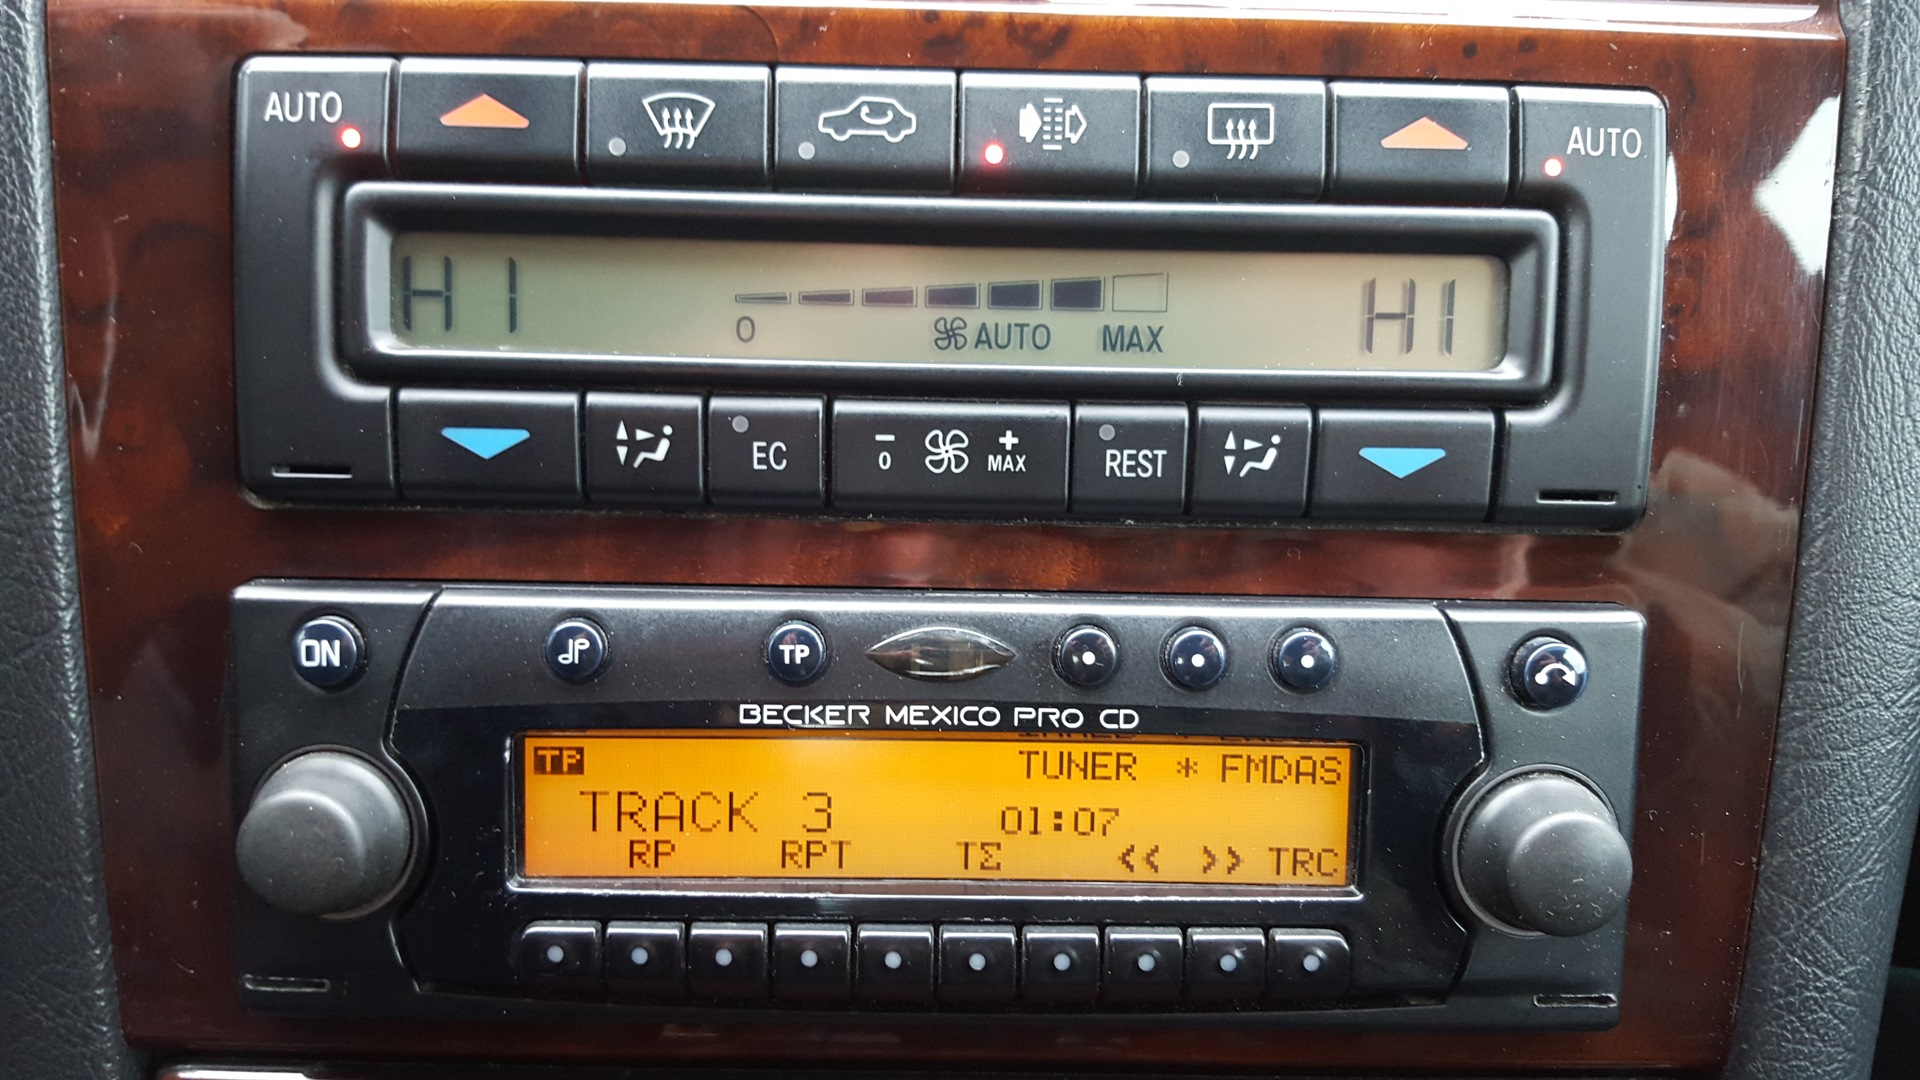 AUTO AUTO
HI HI
0 AUTO MAX
EC - 0 + MAX REST
ON TP
BECKER MEXICO PRO CD
TP TUNER * FMDAS
TRACK 3 01:07
RP RPT TΣ << >> TRC